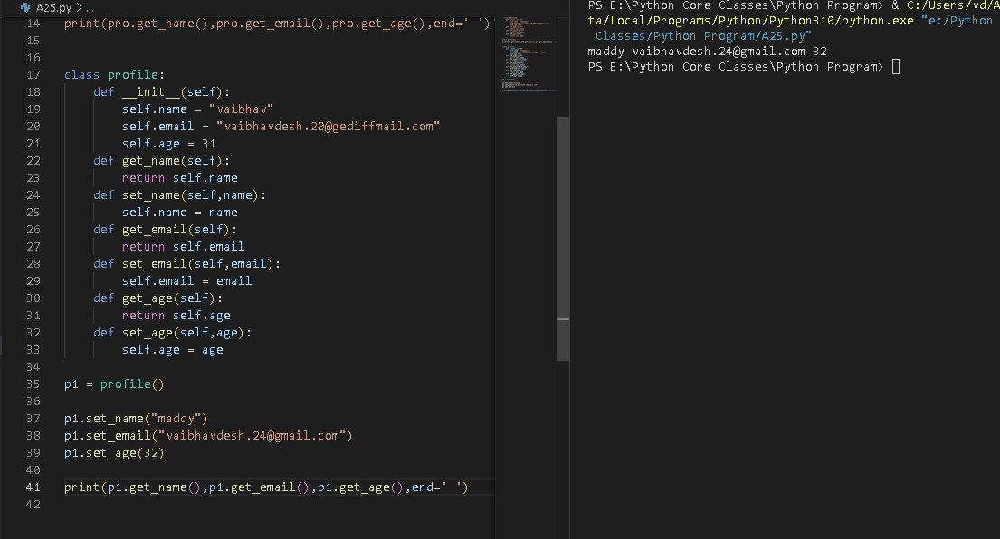 A25.py > ...
14 print(pro.get_name(),pro.get_email(),pro.get_age(),end=' ')
15
16
17 class profile:
18     def __init__(self):
19         self.name = "vaibhav"
20         self.email = "vaibhavdesh.20@gediffmail.com"
21         self.age = 31
22     def get_name(self):
23         return self.name
24     def set_name(self,name):
25         self.name = name
26     def get_email(self):
27         return self.email
28     def set_email(self,email):
29         self.email = email
30     def get_age(self):
31         return self.age
32     def set_age(self,age):
33         self.age = age
34
35 p1 = profile()
36
37 p1.set_name("maddy")
38 p1.set_email("vaibhavdesh.24@gmail.com")
39 p1.set_age(32)
40
41 print(p1.get_name(),p1.get_email(),p1.get_age(),end=' ')
42
PS E:\Python Core Classes\Python Program> & C:/Users/vd/A
ta/Local/Programs/Python/Python310/python.exe "e:/Python
 Classes/Python Program/A25.py"
maddy vaibhavdesh.24@gmail.com 32
PS E:\Python Core Classes\Python Program>